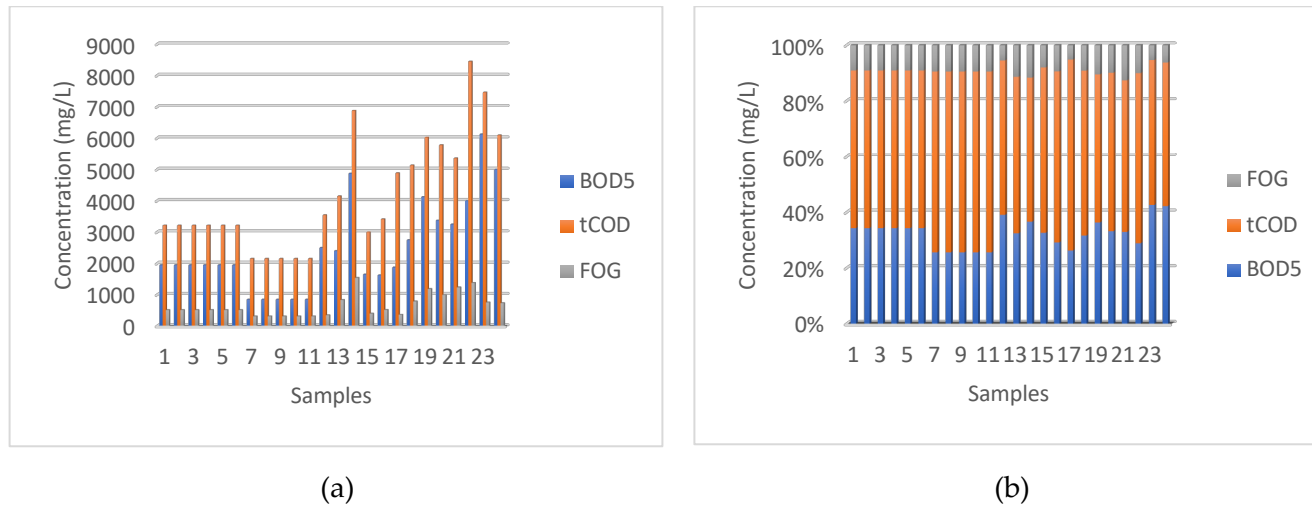 9000
8000
7000
6000
5000
4000
3000
2000
1000
0
Concentration (mg/L)
1 3 5 7 9 11 13 15 17 19 21 23
Samples
BOD5
tCOD
FOG
(a)
100%
80%
60%
40%
20%
0%
Concentration (mg/L)
1 3 5 7 9 11 13 15 17 19 21 23
Samples
FOG
tCOD
BOD5
(b)